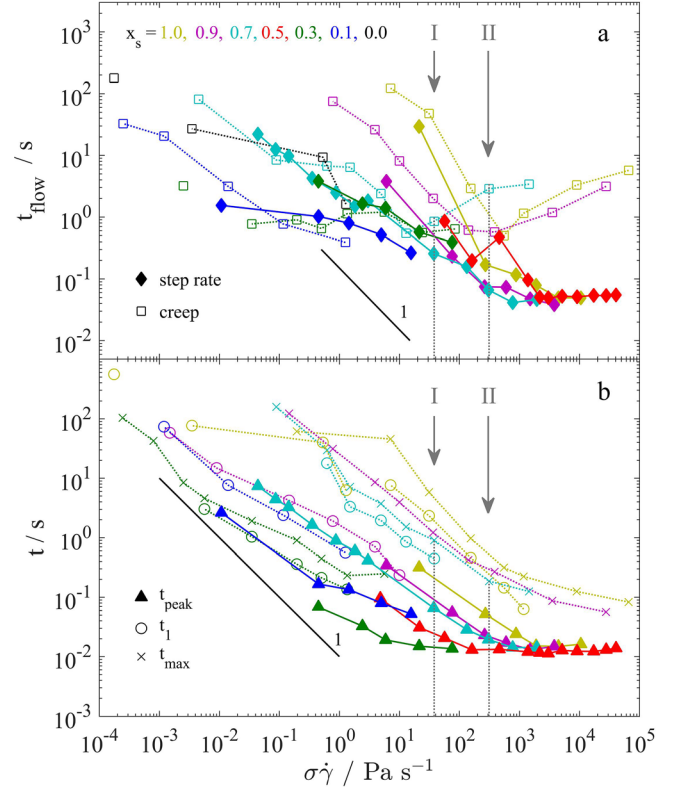 x_s = 1.0, 0.9, 0.7, 0.5, 0.3, 0.1, 0.0
I II a
10^3
10^2
10^1
10^0
10^-1
10^-2
t_flow / s
step rate
creep
1
I II b
10^2
10^1
10^0
10^-1
10^-2
10^-3
t / s
t_peak
t_1
t_max
1
10^-4 10^-3 10^-2 10^-1 10^0 10^1 10^2 10^3 10^4 10^5
σγ̇ / Pa s^-1